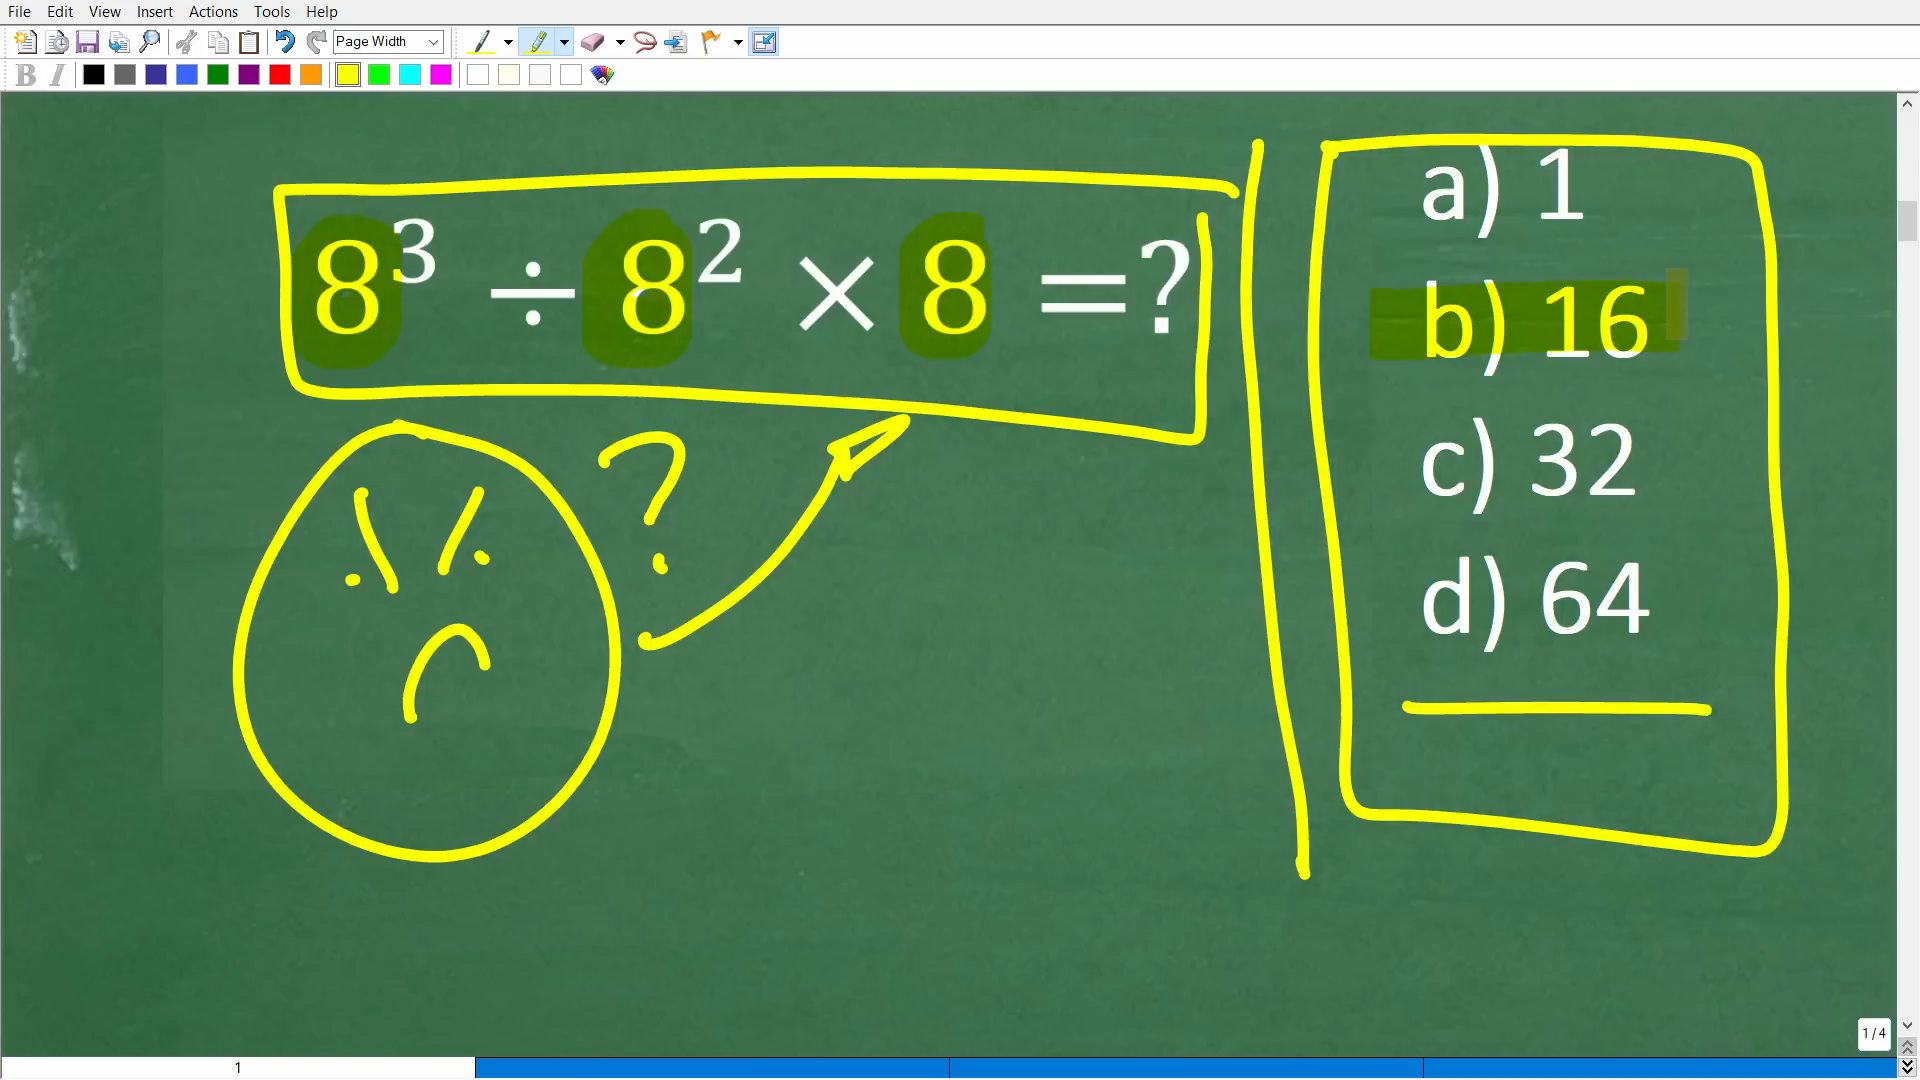 File Edit View Insert Actions Tools Help
Page Width
B I
8³ ÷ 8² × 8 =?
?
a) 1
b) 16
c) 32
d) 64
1 / 4
1